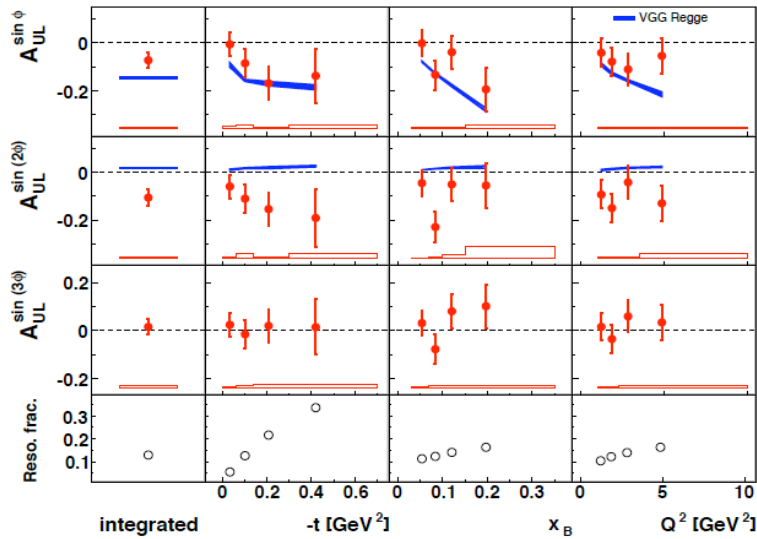 A_UL^sin φ
0
-0.2
VGG Regge
A_UL^sin (2φ)
0
-0.2
A_UL^sin (3φ)
0.2
0
-0.2
Reso. frac.
0.3
0.2
0.1
0 0.2 0.4 0.6
0 0.1 0.2 0.3
0 5 10
integrated
-t [GeV²]
x_B
Q² [GeV²]